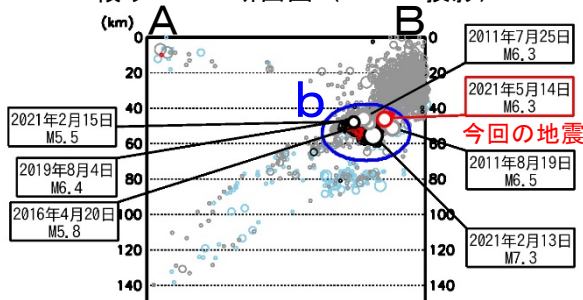 (km)
A
B
0
20
40
60
80
100
120
140
0
20
40
60
80
100
120
140
b
2011年7月25日
M6.3
2021年5月14日
M6.3
今回の地震
2011年8月19日
M6.5
2021年2月13日
M7.3
2021年2月15日
M5.5
2019年8月4日
M6.4
2016年4月20日
M5.8